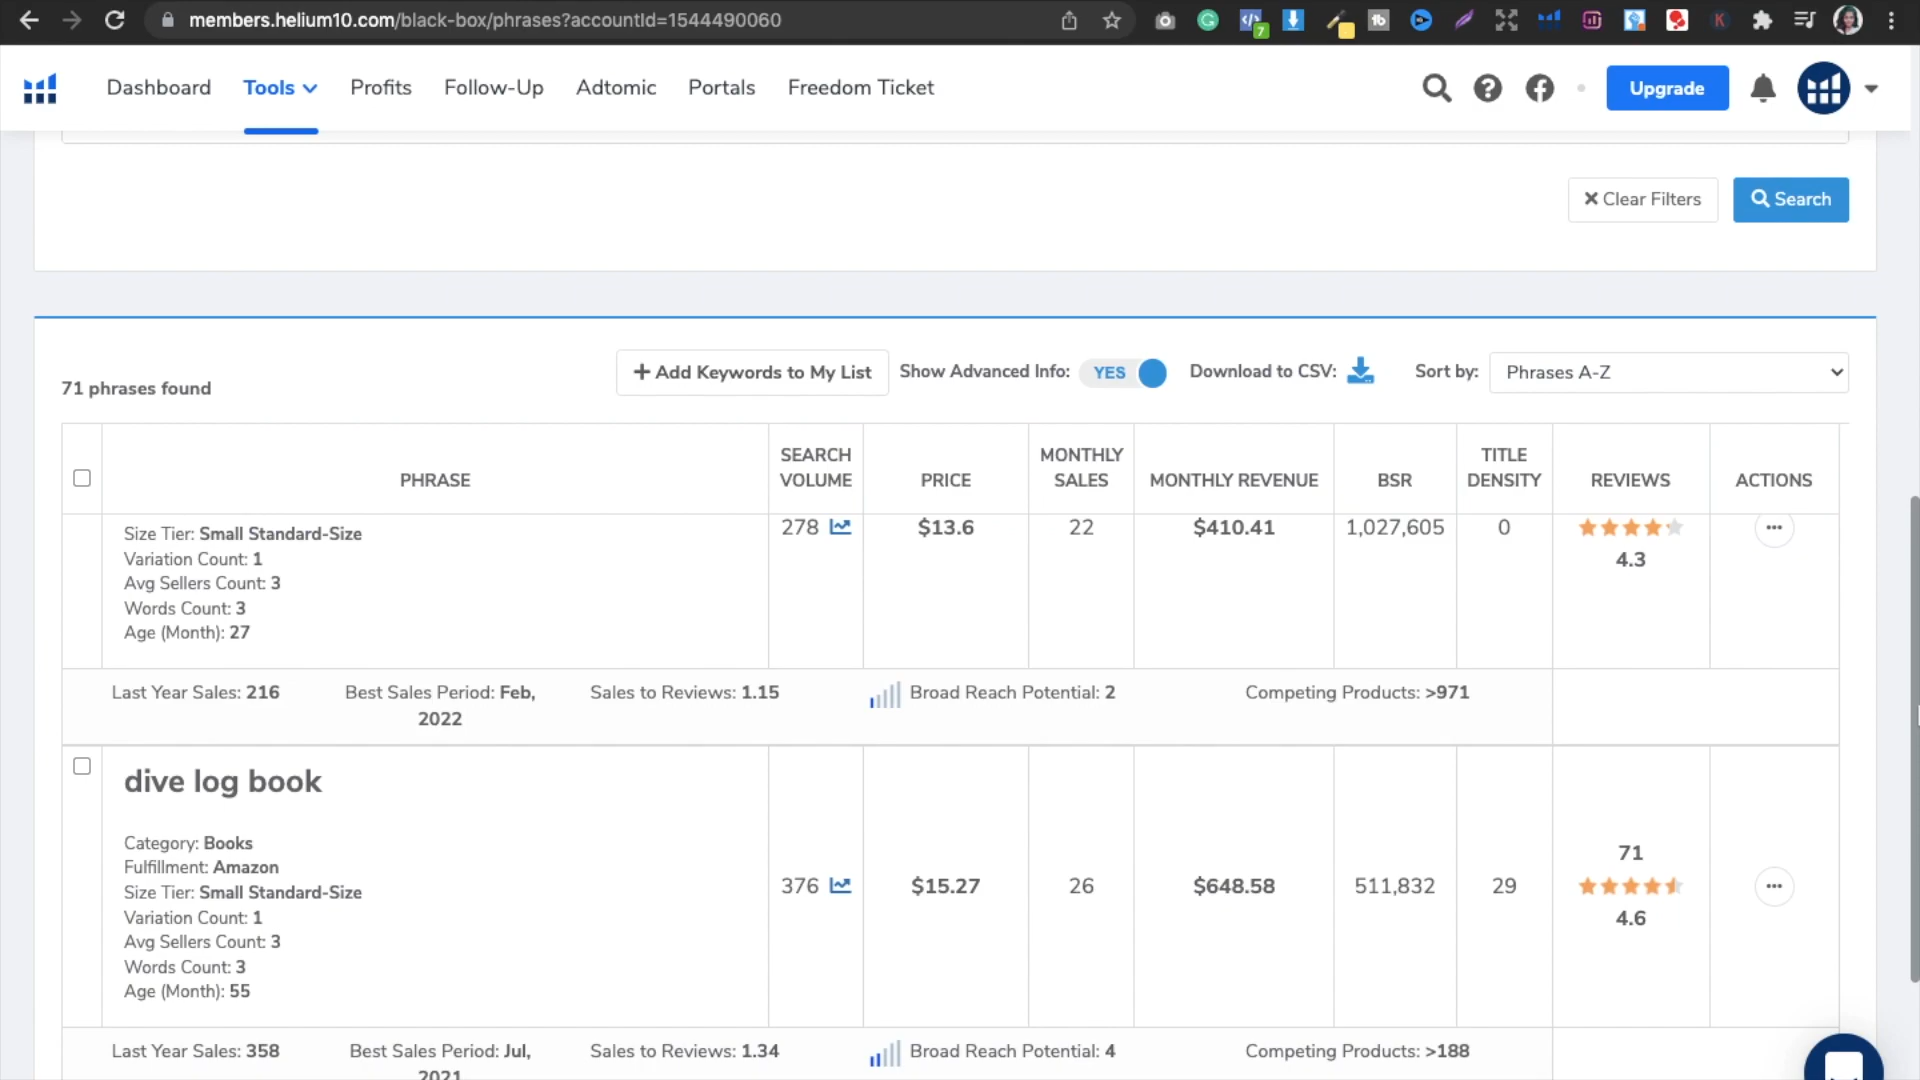 members.helium10.com/black-box/phrases?accountId=1544490060
7
1b
K
Dashboard
Tools
Profits
Follow-Up
Adtomic
Portals
Freedom Ticket
Upgrade
Clear Filters
Search
71 phrases found
+ Add Keywords to My List
Show Advanced Info:
YES
Download to CSV:
Sort by:
Phrases A-Z
PHRASE
SEARCH
VOLUME
PRICE
MONTHLY
SALES
MONTHLY REVENUE
BSR
TITLE
DENSITY
REVIEWS
ACTIONS
Size Tier: Small Standard-Size
Variation Count: 1
Avg Sellers Count: 3
Words Count: 3
Age (Month): 27
278
$13.6
22
$410.41
1,027,605
0
4.3
Last Year Sales: 216
Best Sales Period: Feb,
2022
Sales to Reviews: 1.15
Broad Reach Potential: 2
Competing Products: >971
dive log book
Category: Books
Fulfillment: Amazon
Size Tier: Small Standard-Size
Variation Count: 1
Avg Sellers Count: 3
Words Count: 3
Age (Month): 55
376
$15.27
26
$648.58
511,832
29
71
4.6
Last Year Sales: 358
Best Sales Period: Jul,
2021
Sales to Reviews: 1.34
Broad Reach Potential: 4
Competing Products: >188